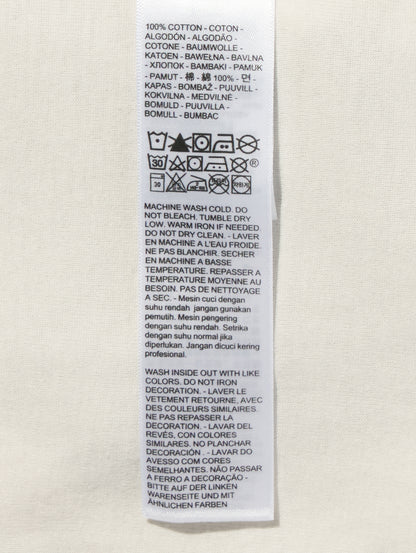 100% COTTON - COTON -
ALGODÓN - ALGODÃO -
COTONE - BAUMWOLLE -
KATOEN - BAWEŁNA - BAVLNA
- ХЛОПОК - BAMBAKI - PAMUK
- PAMUT - 棉 - 綿 100% - 면 -
KAPAS - BOMBAŽ - PUUVILL -
KOKVILNA - MEDVILNĖ -
BOMULD - PUUVILLA -
BOMULL - BUMBAC
30 ®
30
MACHINE WASH COLD. DO
NOT BLEACH. TUMBLE DRY
LOW. WARM IRON IF NEEDED.
DO NOT DRY CLEAN. - LAVER
EN MACHINE A L'EAU FROIDE.
NE PAS BLANCHIR. SECHER
EN MACHINE A BASSE
TEMPERATURE. REPASSER A
TEMPERATURE MOYENNE AU
BESOIN. PAS DE NETTOYAGE
A SEC. - Mesin cuci dengan
suhu rendah jangan gunakan
pemutih. Mesin pengering
dengan suhu rendah. Setrika
dengan suhu normal jika
diperlukan. Jangan dicuci kering
profesional.
WASH INSIDE OUT WITH LIKE
COLORS. DO NOT IRON
DECORATION. - LAVER LE
VETEMENT RETOURNE, AVEC
DES COULEURS SIMILAIRES.
NE PAS REPASSER LA
DECORATION. - LAVAR DEL
REVÉS, CON COLORES
SIMILARES. NO PLANCHAR
DECORACIÓN . - LAVAR DO
AVESSO COM CORES
SEMELHANTES. NÃO PASSAR
A FERRO A DECORAÇÃO -
BITTE AUF DER LINKEN
WARENSEITE UND MIT
ÄHNLICHEN FARBEN